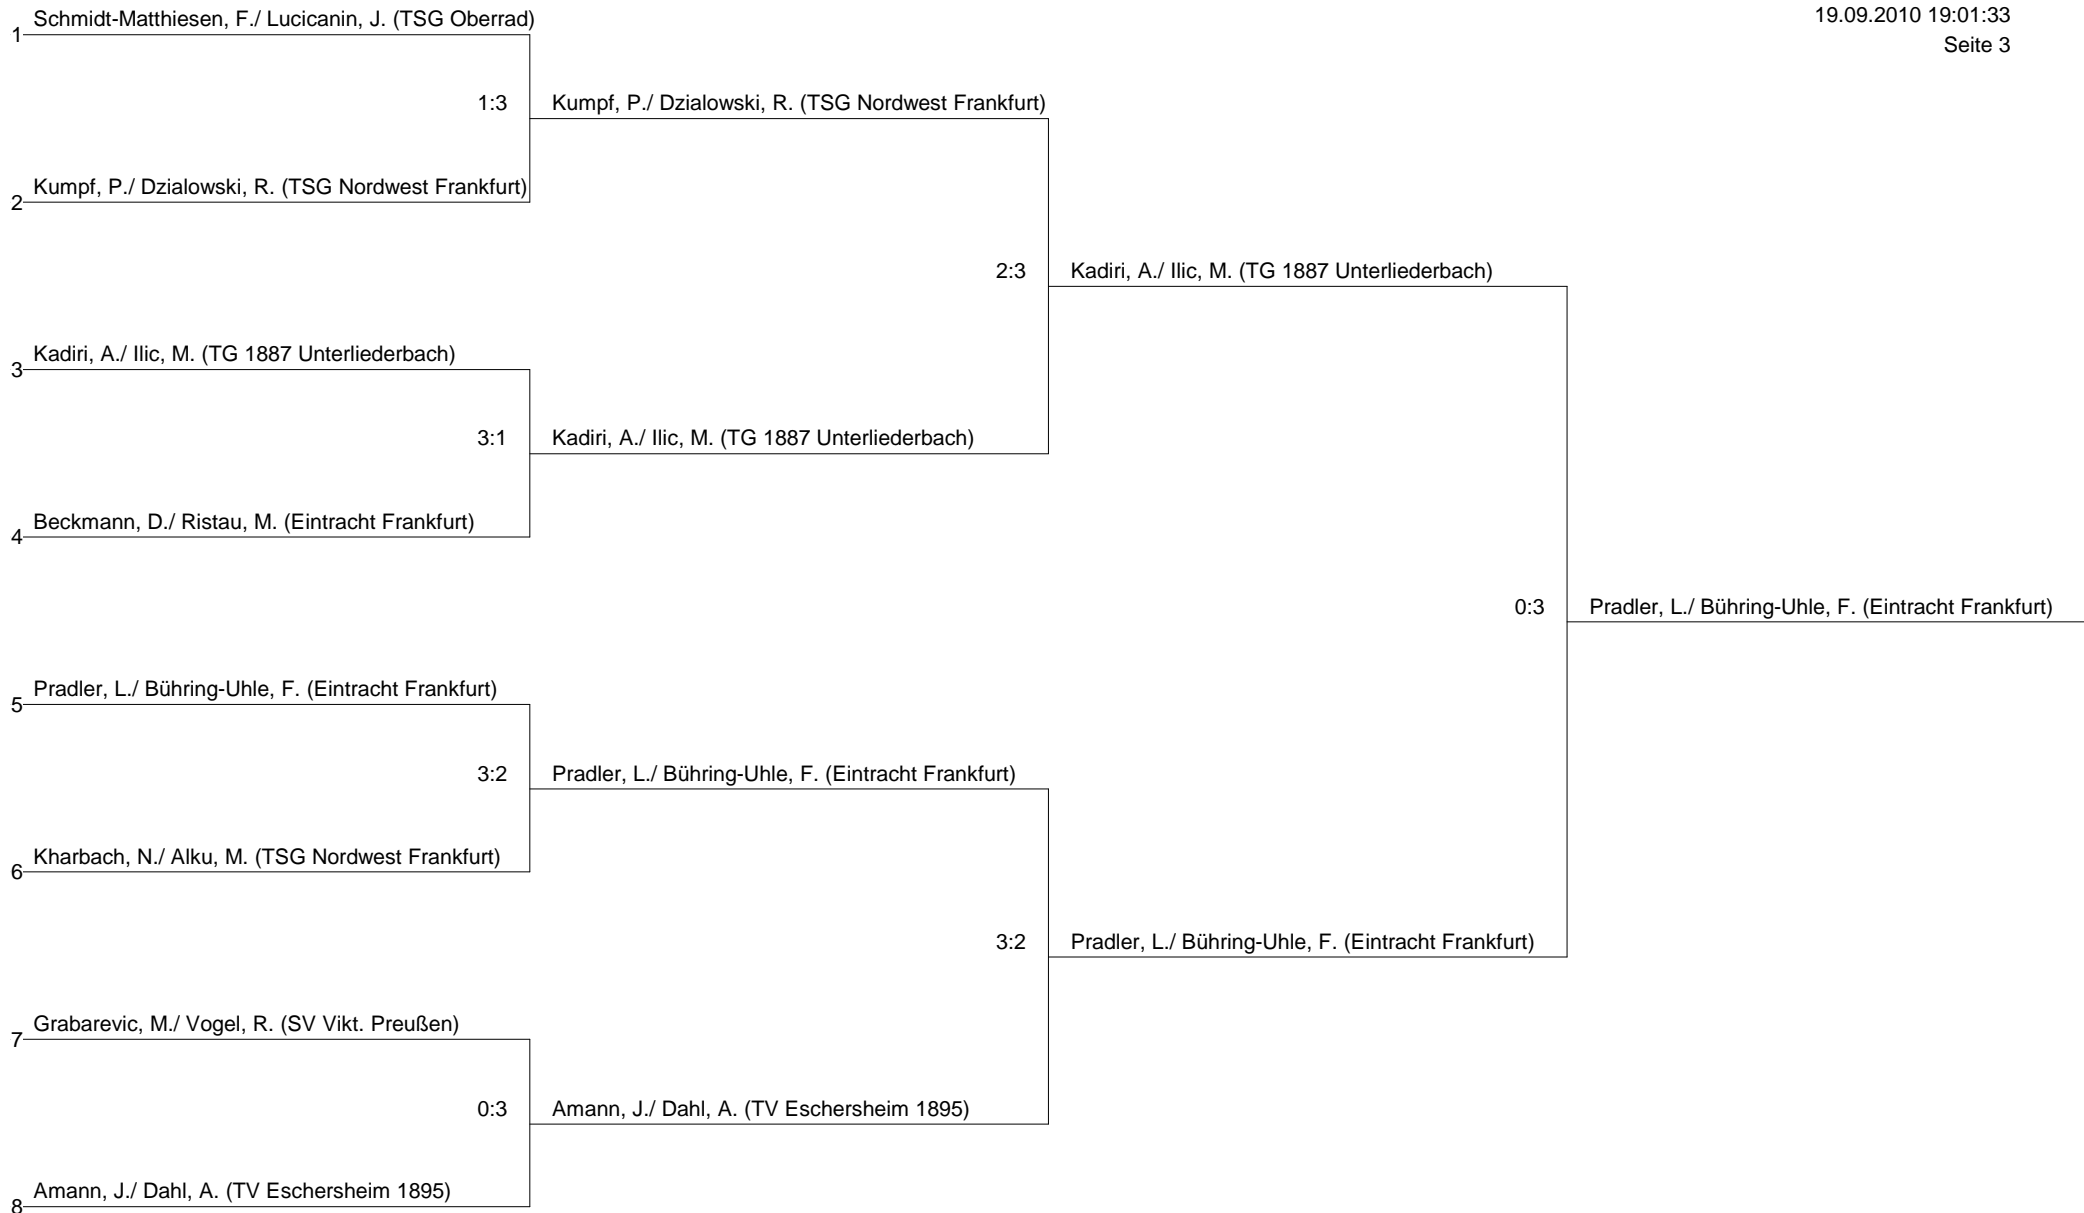 19.09.2010 19:01:33
Seite 3
Schmidt-Matthiesen, F./ Lucicanin, J. (TSG Oberrad)
1
1:3
Kumpf, P./ Dzialowski, R. (TSG Nordwest Frankfurt)
Kumpf, P./ Dzialowski, R. (TSG Nordwest Frankfurt)
2
2:3
Kadiri, A./ Ilic, M. (TG 1887 Unterliederbach)
Kadiri, A./ Ilic, M. (TG 1887 Unterliederbach)
3
3:1
Kadiri, A./ Ilic, M. (TG 1887 Unterliederbach)
Beckmann, D./ Ristau, M. (Eintracht Frankfurt)
4
0:3
Pradler, L./ Bühring-Uhle, F. (Eintracht Frankfurt)
Pradler, L./ Bühring-Uhle, F. (Eintracht Frankfurt)
5
3:2
Pradler, L./ Bühring-Uhle, F. (Eintracht Frankfurt)
Kharbach, N./ Alku, M. (TSG Nordwest Frankfurt)
6
3:2
Pradler, L./ Bühring-Uhle, F. (Eintracht Frankfurt)
Grabarevic, M./ Vogel, R. (SV Vikt. Preußen)
7
0:3
Amann, J./ Dahl, A. (TV Eschersheim 1895)
Amann, J./ Dahl, A. (TV Eschersheim 1895)
8